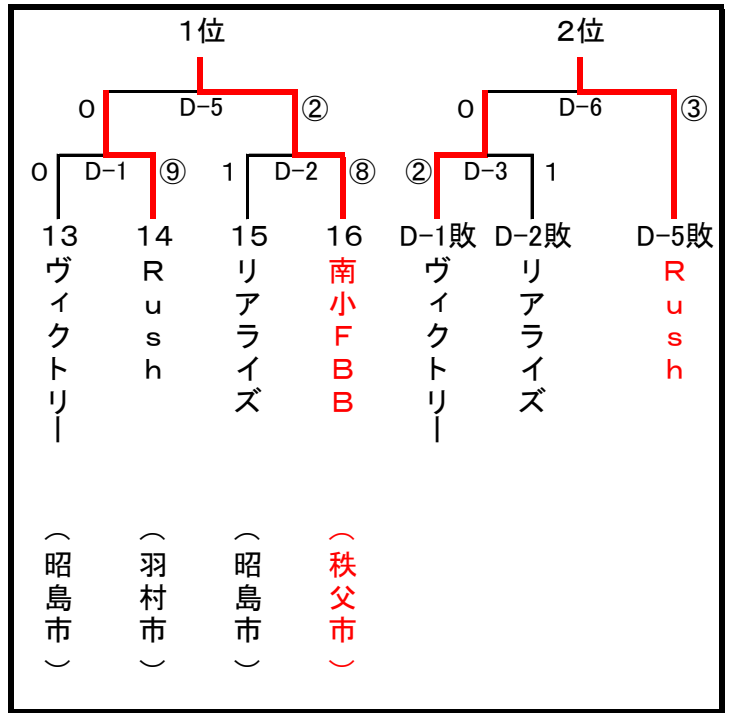 1位
2位
0 D-5 ②
0 D-6 ③
0 D-1 ⑨
1 D-2 ⑧
② D-3 1
13
14
15
16
D-1敗
D-2敗
D-5敗
ヴィクトリー
Rush
リアライズ
南小FBB
ヴィクトリー
リアライズ
Rush
(昭島市)
(羽村市)
(昭島市)
(秩父市)